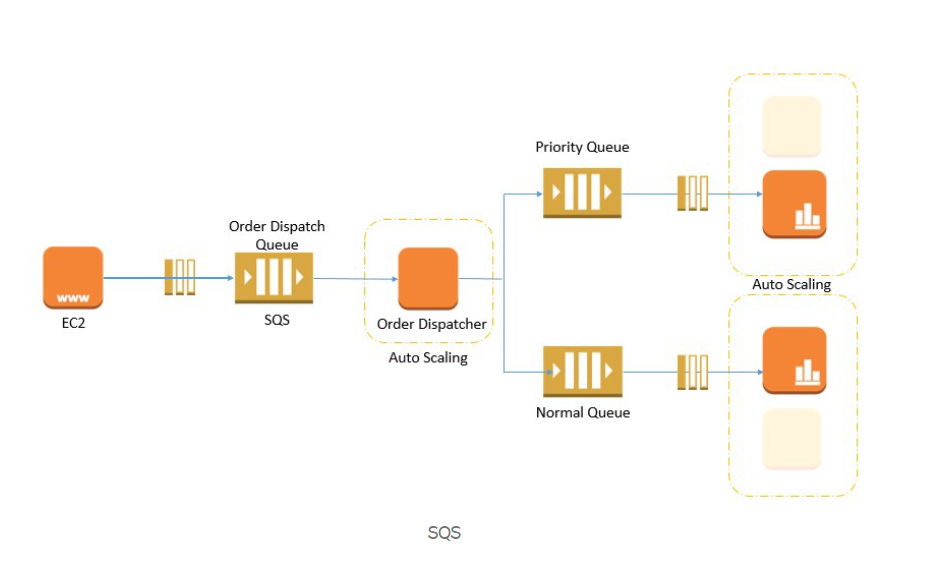 www
EC2
Order Dispatch
Queue
SQS
Order Dispatcher
Auto Scaling
Priority Queue
Normal Queue
Auto Scaling
SQS